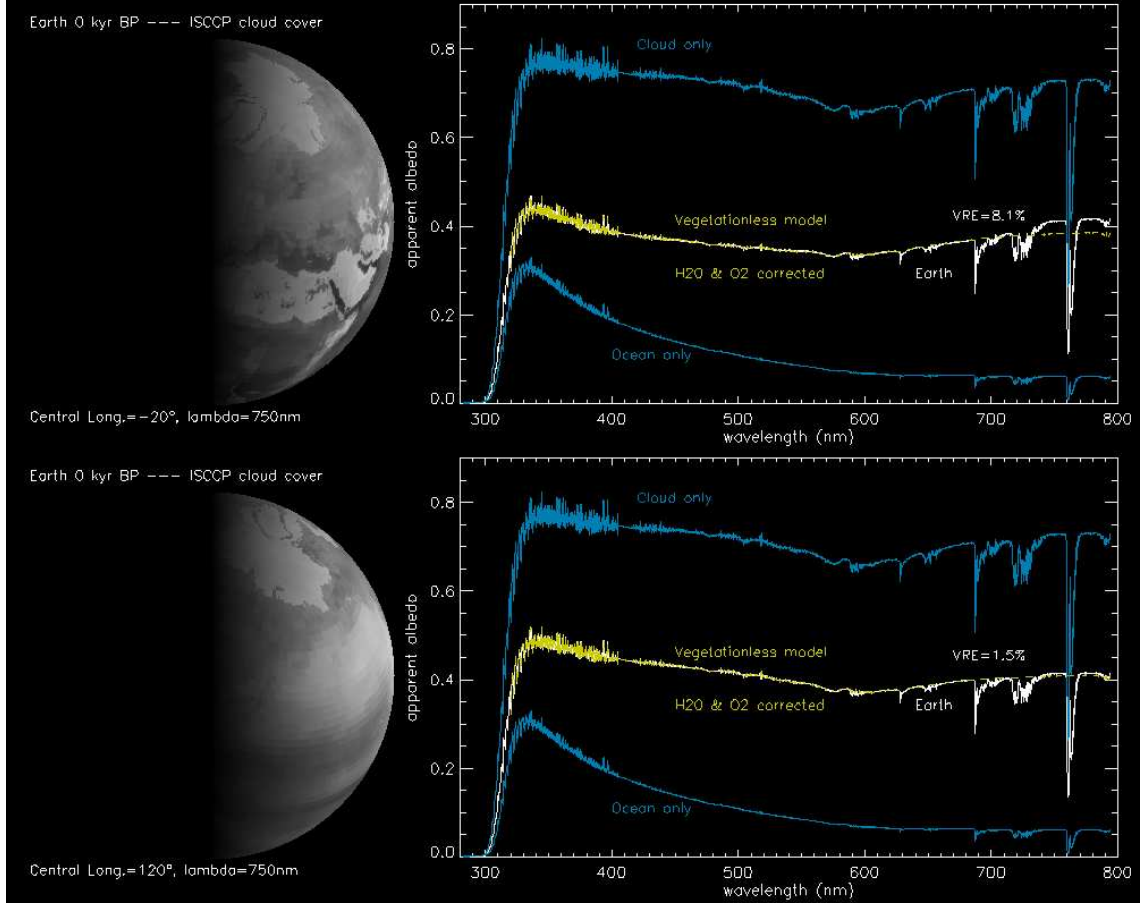 Earth 0 kyr BP --- ISCCP cloud cover
Central Long.=-20°, lambda=750nm
apparent albedo
0.8
0.6
0.4
0.2
0.0
Cloud only
Vegetationless model
VRE=8.1%
H2O & O2 corrected
Earth
Ocean only
300 400 500 600 700 800
wavelength (nm)
Earth 0 kyr BP --- ISCCP cloud cover
Central Long.=120°, lambda=750nm
apparent albedo
0.8
0.6
0.4
0.2
0.0
Cloud only
Vegetationless model
VRE=1.5%
H2O & O2 corrected
Earth
Ocean only
300 400 500 600 700 800
wavelength (nm)